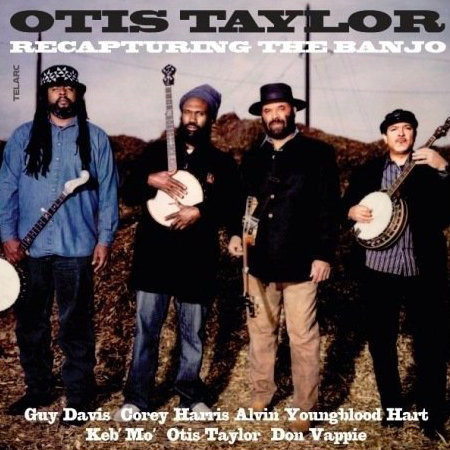 OTIS TAYLOR
RECAPTURING THE BANJO
TELARC
Guy Davis Corey Harris Alvin Youngblood Hart
Keb' Mo' Otis Taylor Don Vappie